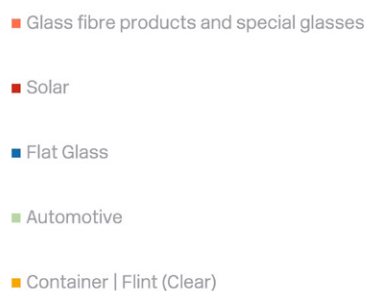 Glass fibre products and special glasses
Solar
Flat Glass
Automotive
Container | Flint (Clear)